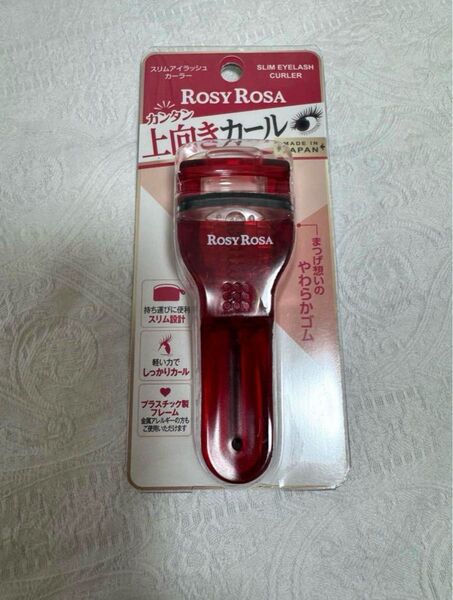 スリムアイラッシュ
カーラー
SLIM EYELASH
CURLER
ROSY ROSA
カンタン
上向きカール
MADE IN
JAPAN
ROSY ROSA
まつげ想いの
やわらかゴム
持ち運びに便利
スリム設計
軽い力で
しっかりカール
プラスチック製
フレーム
金属アレルギーの方も
ご使用いただけます